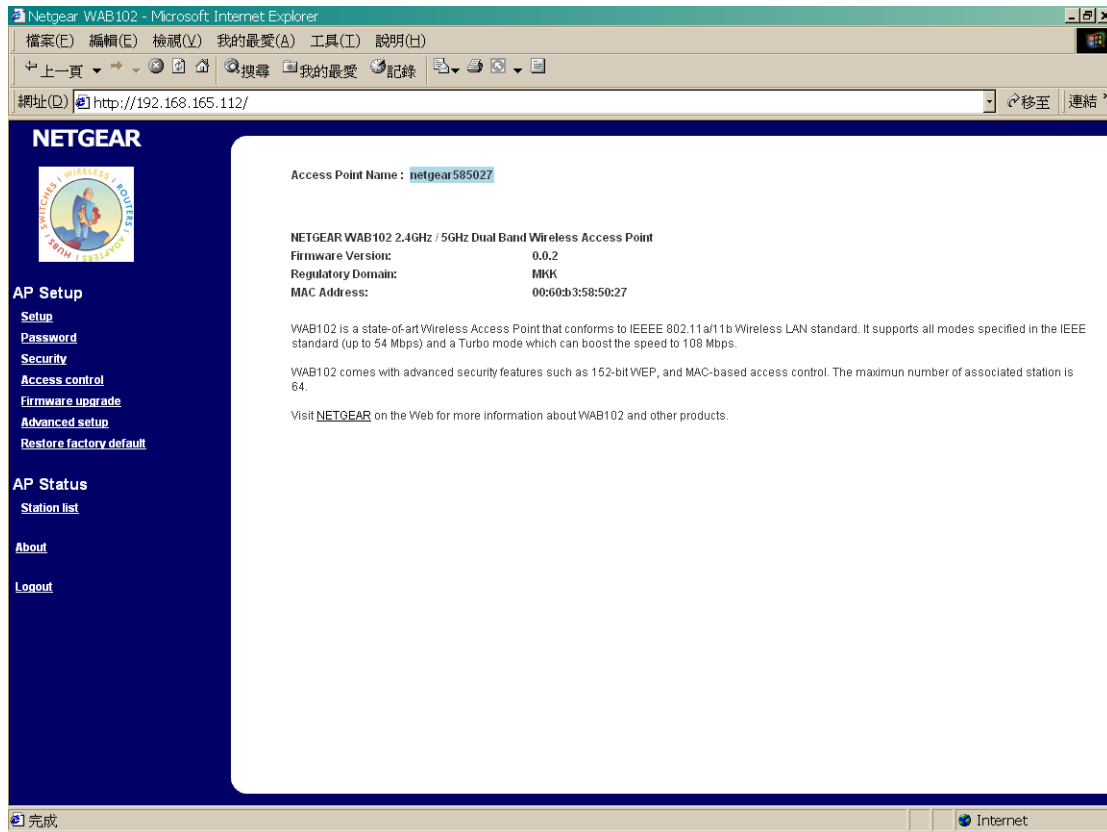 Netgear WAB102 - Microsoft Internet Explorer
檔案(F) 編輯(E) 檢視(V) 我的最愛(A) 工具(T) 說明(H)
上一頁 搜尋 我的最愛 記錄
網址(D) http://192.168.165.112/ 移至 連結
NETGEAR
SWITCHES WIRELESS ROUTERS ADAPTERS HUBS
Access Point Name : netgear585027
NETGEAR WAB102 2.4GHz / 5GHz Dual Band Wireless Access Point
Firmware Version: 0.0.2
Regulatory Domain: MKK
MAC Address: 00:60:b3:58:50:27
WAB102 is a state-of-art Wireless Access Point that conforms to IEEEE 802.11a/11b Wireless LAN standard. It supports all modes specified in the IEEE
standard (up to 54 Mbps) and a Turbo mode which can boost the speed to 108 Mbps.
WAB102 comes with advanced security features such as 152-bit WEP, and MAC-based access control. The maximun number of associated station is
64.
Visit NETGEAR on the Web for more information about WAB102 and other products.
AP Setup
Setup
Password
Security
Access control
Firmware upgrade
Advanced setup
Restore factory default
AP Status
Station list
About
Logout
完成 Internet